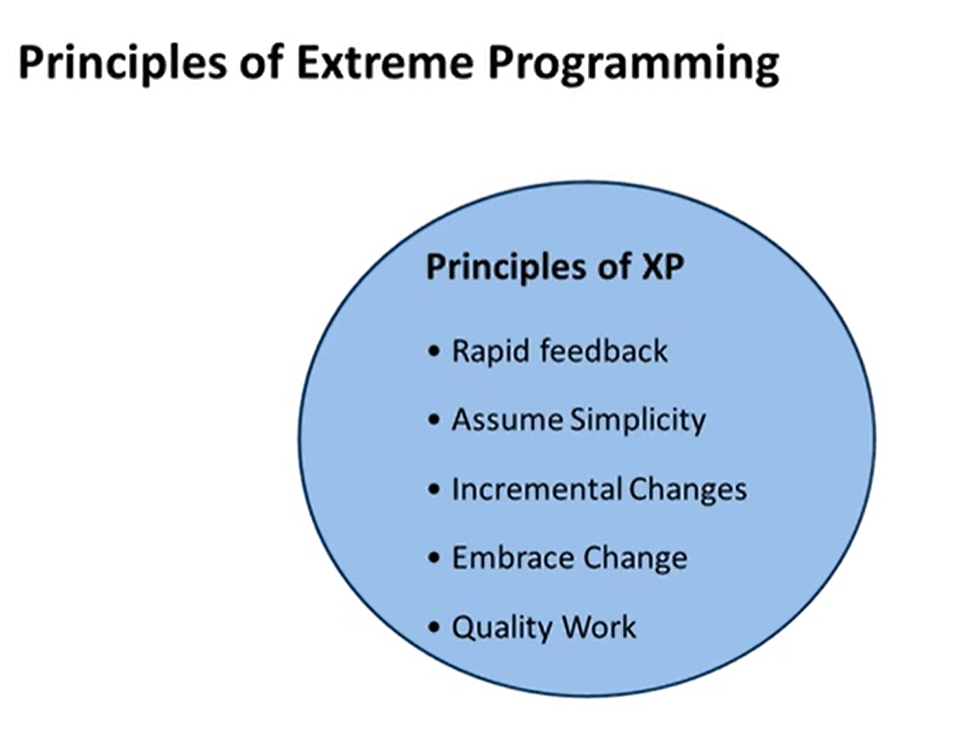 Principles of Extreme Programming
Principles of XP
• Rapid feedback
• Assume Simplicity
• Incremental Changes
• Embrace Change
• Quality Work